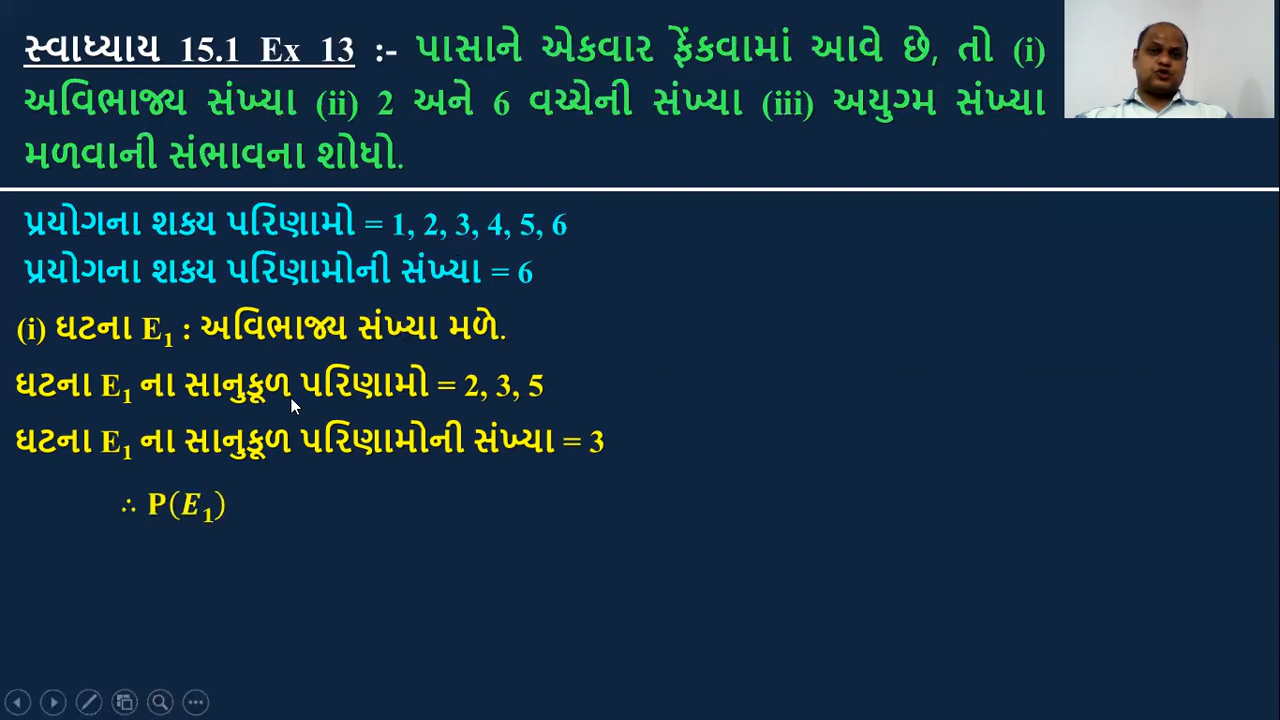 સ્વાધ્યાય 15.1 Ex 13 :- પાસાને એકવાર ફેંકવામાં આવે છે, તો (i)
અવિભાજ્ય સંખ્યા (ii) 2 અને 6 વચ્ચેની સંખ્યા (iii) અયુગ્મ સંખ્યા
મળવાની સંભાવના શોધો.
પ્રયોગના શક્ય પરિણામો = 1, 2, 3, 4, 5, 6
પ્રયોગના શક્ય પરિણામોની સંખ્યા = 6
(i) ઘટના E₁ : અવિભાજ્ય સંખ્યા મળે.
ઘટના E₁ ના સાનુકૂળ પરિણામો = 2, 3, 5
ઘટના E₁ ના સાનુકૂળ પરિણામોની સંખ્યા = 3
∴ P(E₁)